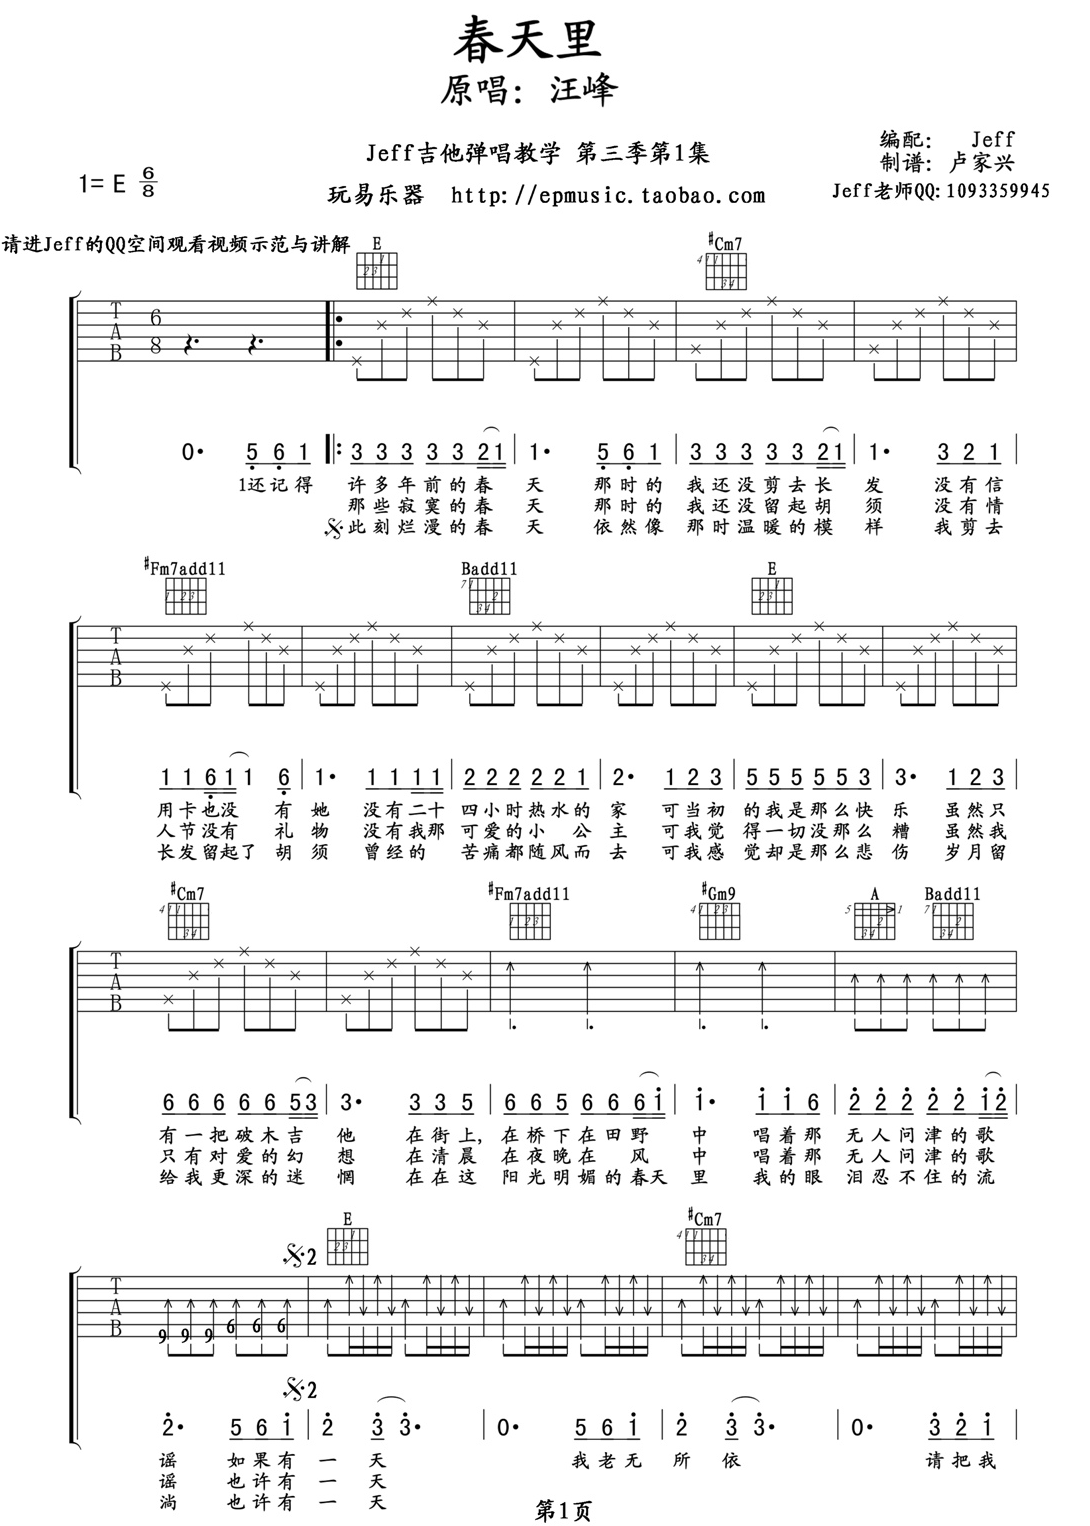 春天里
原唱：汪峰
Jeff吉他弹唱教学 第三季第1集
编配： Jeff
制谱：卢家兴
1= E 6/8
玩易乐器 http://epmusic.taobao.com
Jeff老师QQ:1093359945
请进Jeff的QQ空间观看视频示范与讲解
E #Cm7
T A B 6 8
0· 5 6 1 3 3 3 3 3 2 1 1· 5 6 1 3 3 3 3 3 2 1 1· 3 2 1
1还记得 许多年前的春 天 那时的 我还没剪去长 发 没有信
那些寂寞的春 天 那时的 我还没留起胡 须 没有情
此刻烂漫的春 天 依然像 那时温暖的模 样 我剪去
#Fm7add11 Badd11 E
T A B
1 1 6 1 1 6 1· 1 1 1 1 2 2 2 2 2 1 2· 1 2 3 5 5 5 5 5 3 3· 1 2 3
用卡也没 有 她 没有二十 四小时热水的 家 可当初 的我是那么快 乐 虽然只
人节没有 礼 物 没有我那 可爱的小 公 主 可我觉 得一切没那么 糟 虽然我
长发留起了 胡 须 曾经的 苦痛都随风而 去 可我感 觉却是那么悲 伤 岁月留
#Cm7 #Fm7add11 #Gm9 A Badd11
T A B
6 6 6 6 6 5 3 3· 3 3 5 6 6 5 6 6 6 1 1· 1 1 6 2 2 2 2 2 1 2
有一把破木吉 他 在街上, 在桥下在田野 中 唱着那 无人问津的歌
只有对爱的幻 想 在清晨 在夜晚在 风 中 唱着那 无人问津的歌
给我更深的迷 惘 在在这 阳光明媚的春天 里 我的眼 泪忍不住的流
2 E #Cm7
T A B 9 9 9 6 6 6
2
2· 5 6 1 2 3 3· 0· 5 6 1 2 3 3· 0· 3 2 1
谣 如果有 一 天 我老无 所 依 请把我
谣 也许有 一 天
淌 也许有 一 天
第1页